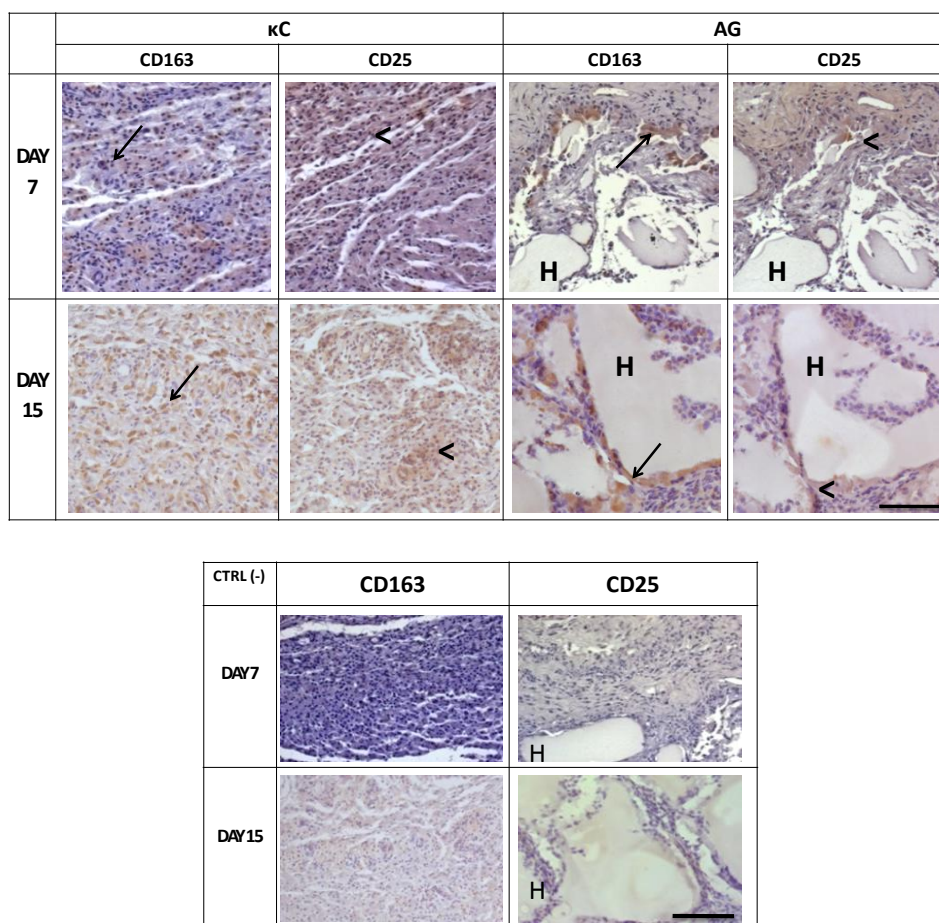 κC AG
CD163 CD25 CD163 CD25
DAY
7
<
<
H
H
DAY
15
<
H
H
<
CTRL (-) CD163 CD25
DAY7
H
DAY15
H